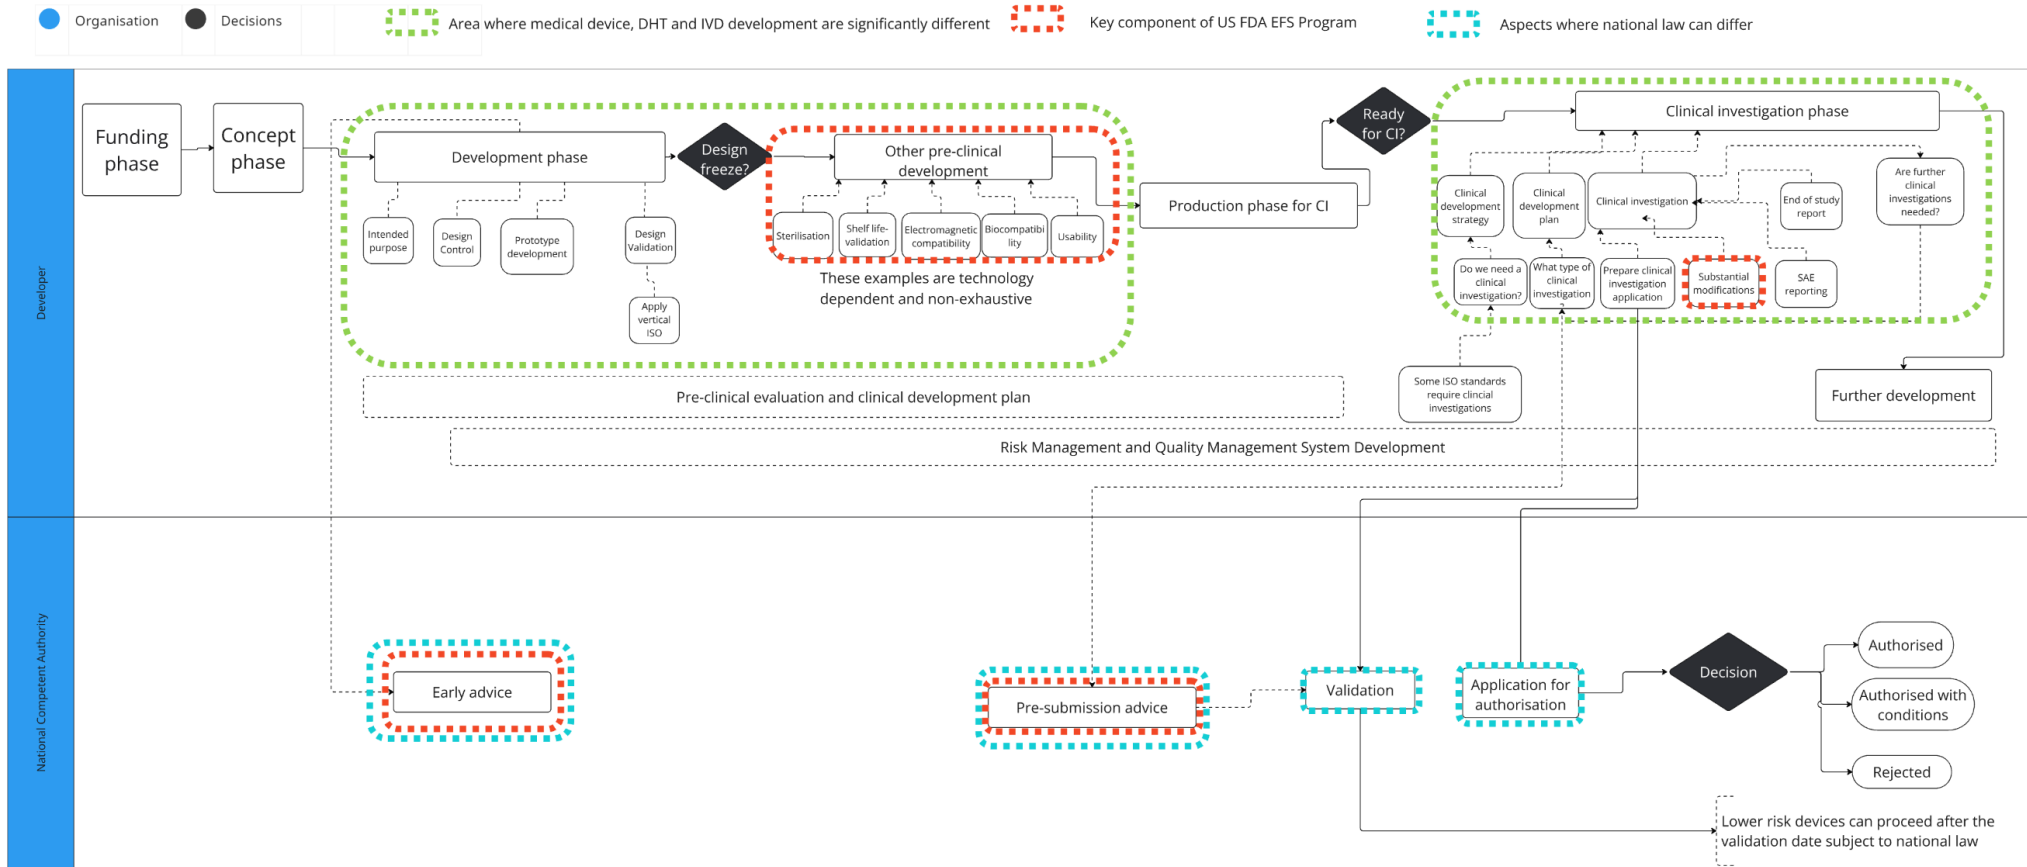 Organisation
Decisions
Area where medical device, DHT and IVD development are significantly different
Key component of US FDA EFS Program
Aspects where national law can differ
Developer
Funding
phase
Concept
phase
Development phase
Intended
purpose
Design
Control
Prototype
development
Design
Validation
Apply
vertical
ISO
Design
freeze?
Other pre-clinical
development
Sterilisation
Shelf life-
validation
Electromagnetic
compatibility
Biocompatibi
lity
Usability
These examples are technology
dependent and non-exhaustive
Production phase for CI
Ready
for CI?
Clinical investigation phase
Clinical
development
strategy
Clinical
development
plan
Clinical investigation
End of study
report
Are further
clinical
investigations
needed?
Do we need a
clinical
investigation?
What type of
clinical
investigation
Prepare clinical
investigation
application
Substantial
modifications
SAE
reporting
Some ISO standards
require clincial
investigations
Further development
Pre-clinical evaluation and clinical development plan
Risk Management and Quality Management System Development
National Competent Authority
Early advice
Pre-submission advice
Validation
Application for
authorisation
Decision
Authorised
Authorised with
conditions
Rejected
Lower risk devices can proceed after the
validation date subject to national law